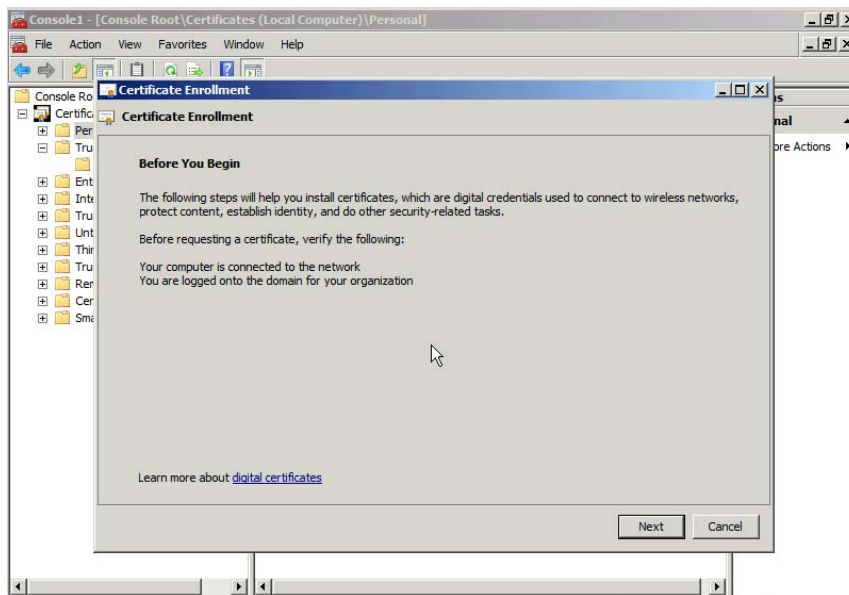 Console1 - [Console Root\Certificates (Local Computer)\Personal]
File Action View Favorites Window Help
Certificate Enrollment
Console Ro
Certific
Certificate Enrollment
Per
Tru
Ent
Inte
Tru
Unt
Thir
Tru
Rer
Cer
Sma
Before You Begin
The following steps will help you install certificates, which are digital credentials used to connect to wireless networks,
protect content, establish identity, and do other security-related tasks.
Before requesting a certificate, verify the following:
Your computer is connected to the network
You are logged onto the domain for your organization
Learn more about digital certificates
Next Cancel
ns
nal
ore Actions